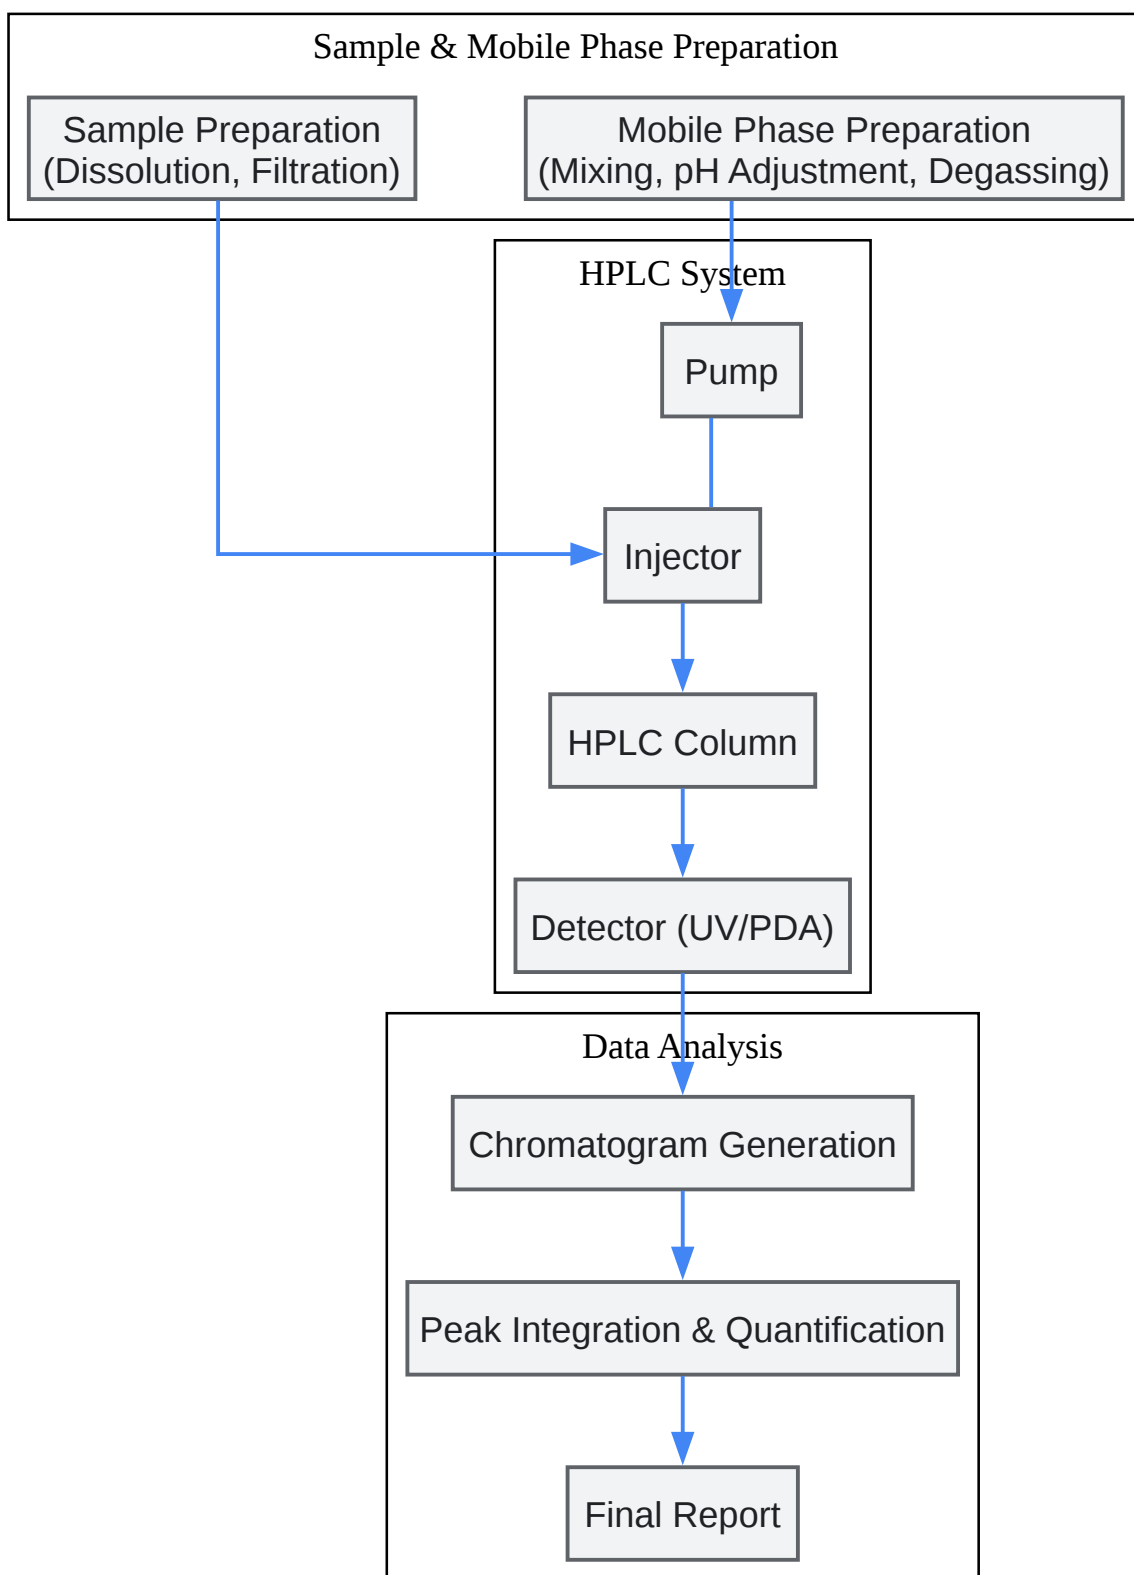 Sample & Mobile Phase Preparation
Sample Preparation
(Dissolution, Filtration)
Mobile Phase Preparation
(Mixing, pH Adjustment, Degassing)
HPLC System
Pump
Injector
HPLC Column
Detector (UV/PDA)
Data Analysis
Chromatogram Generation
Peak Integration & Quantification
Final Report